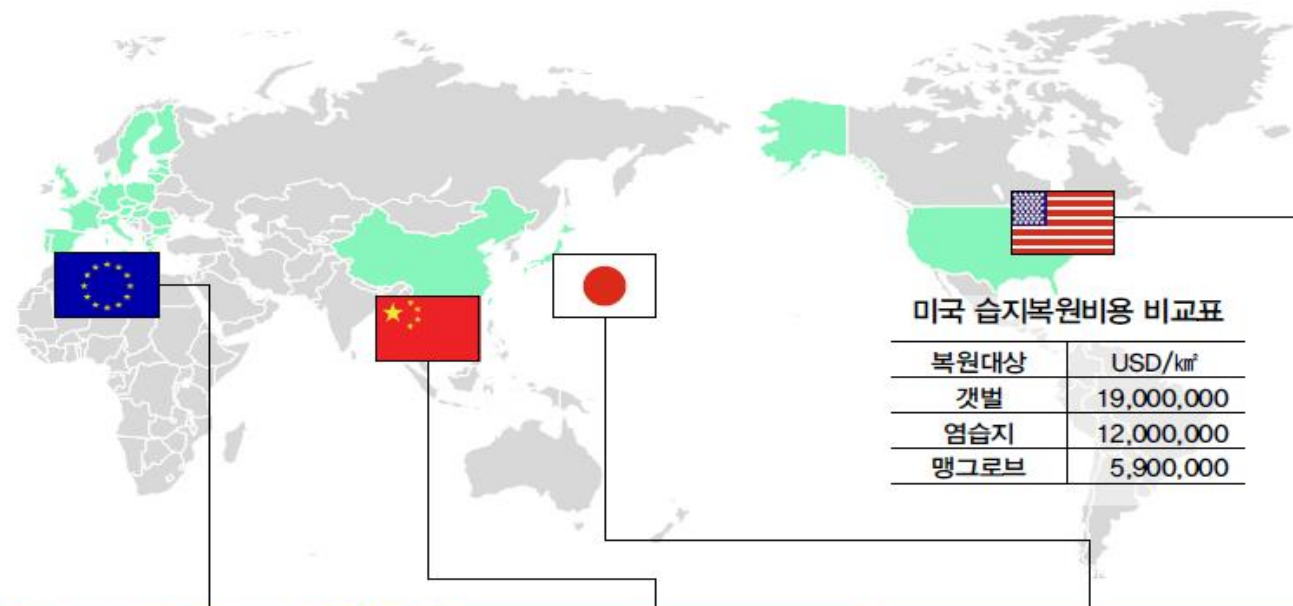 미국 습지복원비용 비교표
복원대상 USD/㎢
갯벌 19,000,000
염습지 12,000,000
맹그로브 5,900,000